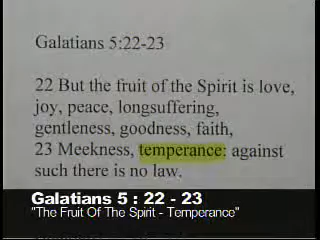 Galatians 5:22-23
22 But the fruit of the Spirit is love,
joy, peace, longsuffering,
gentleness, goodness, faith,
23 Meekness, temperance: against
such there is no law.
Galatians 5 : 22 - 23
"The Fruit Of The Spirit - Temperance"